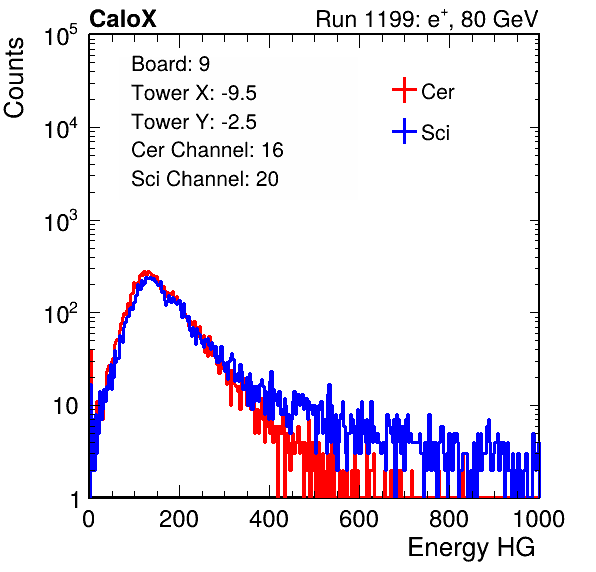 CaloX Run 1199: e⁺, 80 GeV
Counts
10⁵
10⁴
10³
10²
10
1
Board: 9
Tower X: -9.5
Tower Y: -2.5
Cer Channel: 16
Sci Channel: 20
Cer
Sci
0 200 400 600 800 1000
Energy HG